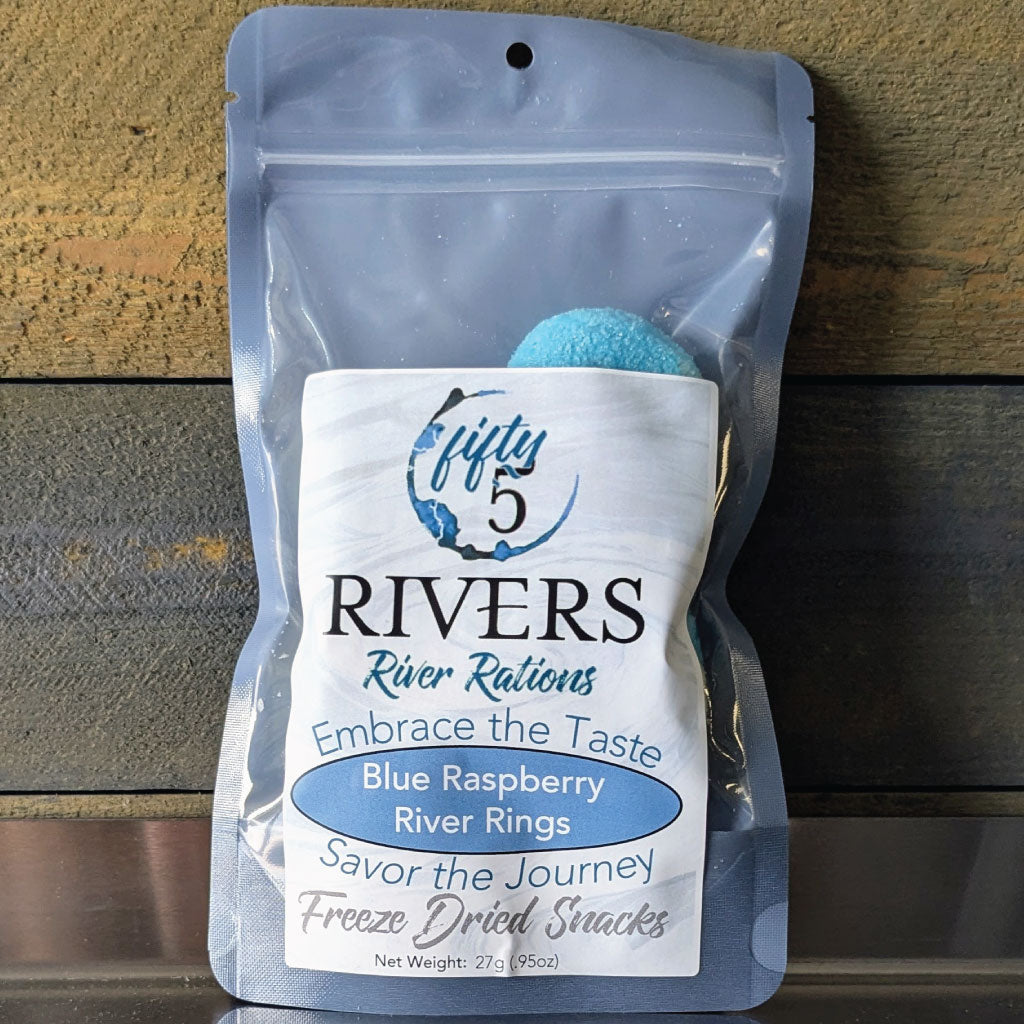 fifty
5
RIVERS
River Rations
Embrace the Taste
Blue Raspberry
River Rings
Savor the Journey
Freeze Dried Snacks
Net Weight: 27g (.95oz)